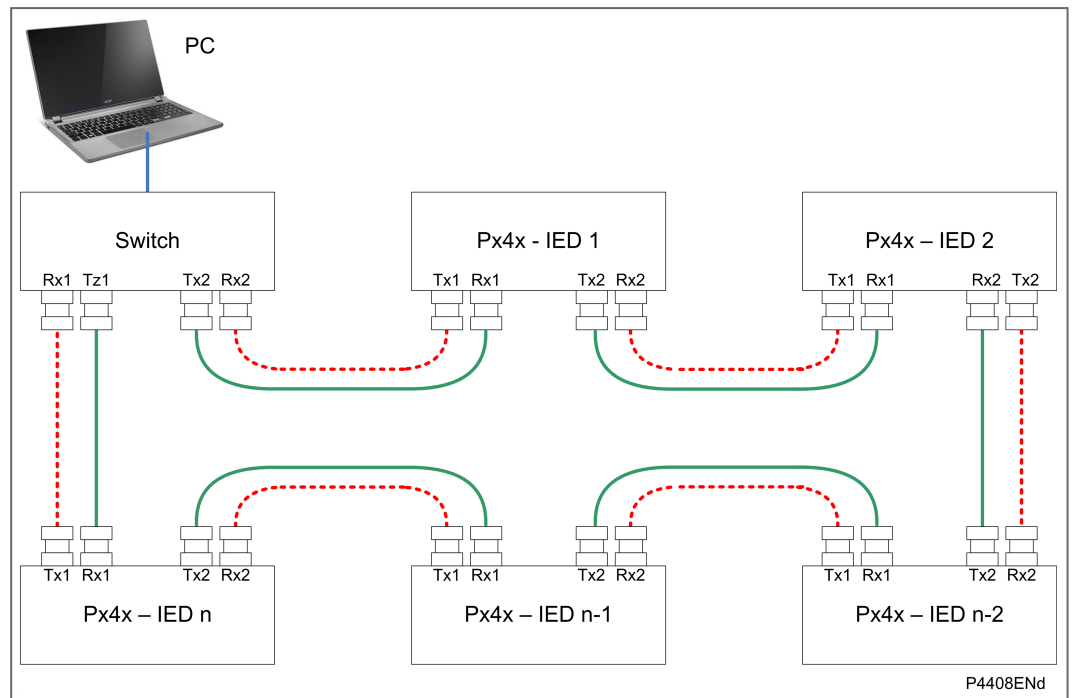 PC
Switch
Px4x - IED 1
Px4x – IED 2
Rx1 Tz1 Tx2 Rx2
Tx1 Rx1 Tx2 Rx2
Tx1 Rx1 Rx2 Tx2
Tx1 Rx1 Tx2 Rx2
Tx1 Rx1 Tx2 Rx2
Tx1 Rx1 Tx2 Rx2
Px4x – IED n
Px4x – IED n-1
Px4x – IED n-2
P4408ENd